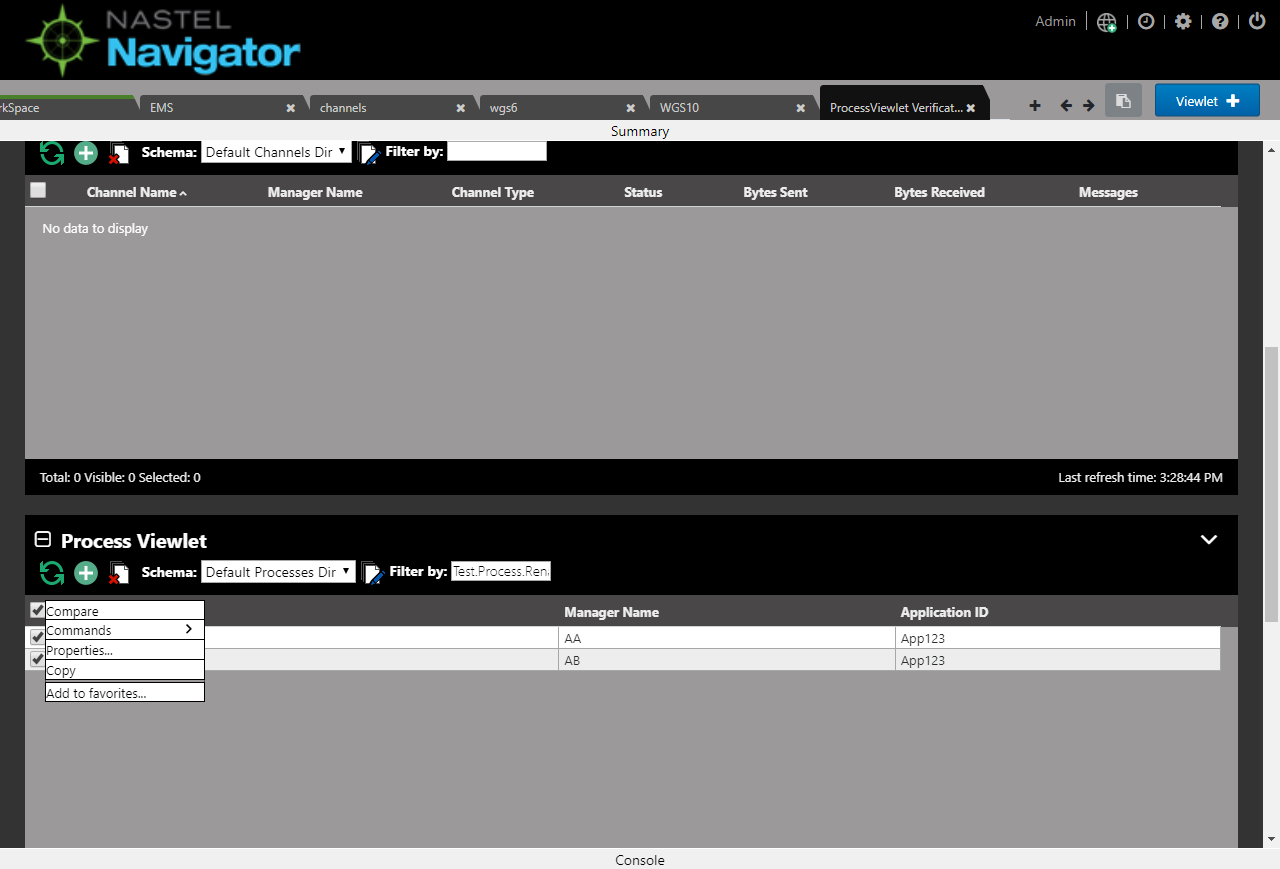 NASTEL
Navigator
Admin
rkSpace
EMS
channels
wgs6
WGS10
ProcessViewlet Verificat...
Viewlet
Summary
Schema: Default Channels Dir Filter by:
Channel Name Manager Name Channel Type Status Bytes Sent Bytes Received Messages
No data to display
Total: 0 Visible: 0 Selected: 0 Last refresh time: 3:28:44 PM
Process Viewlet
Schema: Default Processes Dir Filter by: Test.Process.Ren
Manager Name Application ID
Compare
Commands
Properties...
Copy
Add to favorites...
AA App123
AB App123
Console